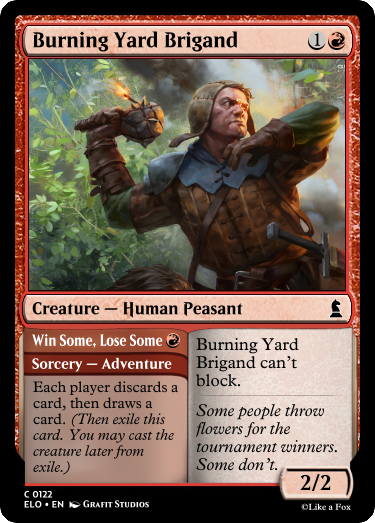 Burning Yard Brigand
1
Creature — Human Peasant
Win Some, Lose Some
Sorcery — Adventure
Each player discards a
card, then draws a
card. (Then exile this
card. You may cast the
creature later from
exile.)
Burning Yard
Brigand can't
block.
Some people throw
flowers for the
tournament winners.
Some don't.
2/2
C 0122
ELO • EN Grafit Studios
©Like a Fox